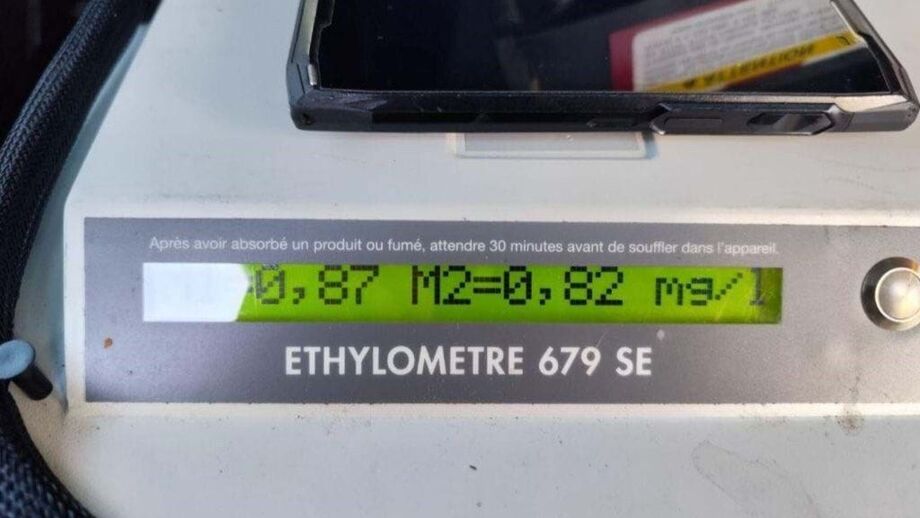 Après avoir absorbé un produit ou fumé, attendre 30 minutes avant de souffler dans l'appareil.
=0,87 M2=0,82 mg/l
ETHYLOMETRE 679 SE